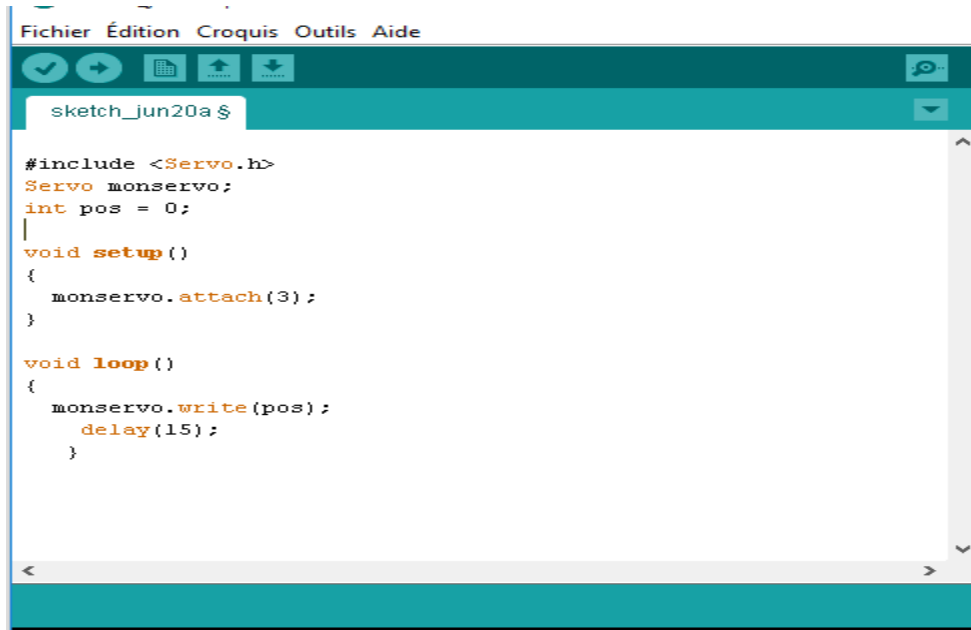 Fichier Édition Croquis Outils Aide
sketch_jun20a §
#include <Servo.h>
Servo monservo;
int pos = 0;
void setup()
{
monservo.attach(3);
}
void loop()
{
monservo.write(pos);
delay(15);
}